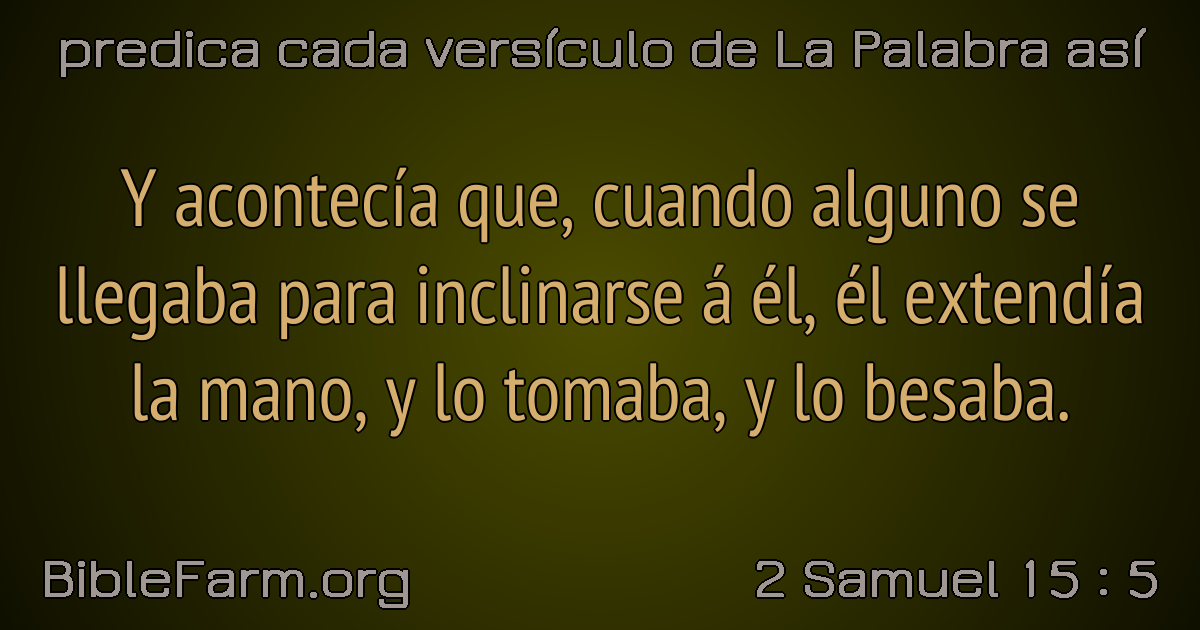 predica cada versículo de La Palabra así
Y acontecía que, cuando alguno se
llegaba para inclinarse á él, él extendía
la mano, y lo tomaba, y lo besaba.
BibleFarm.org
2 Samuel 15 : 5